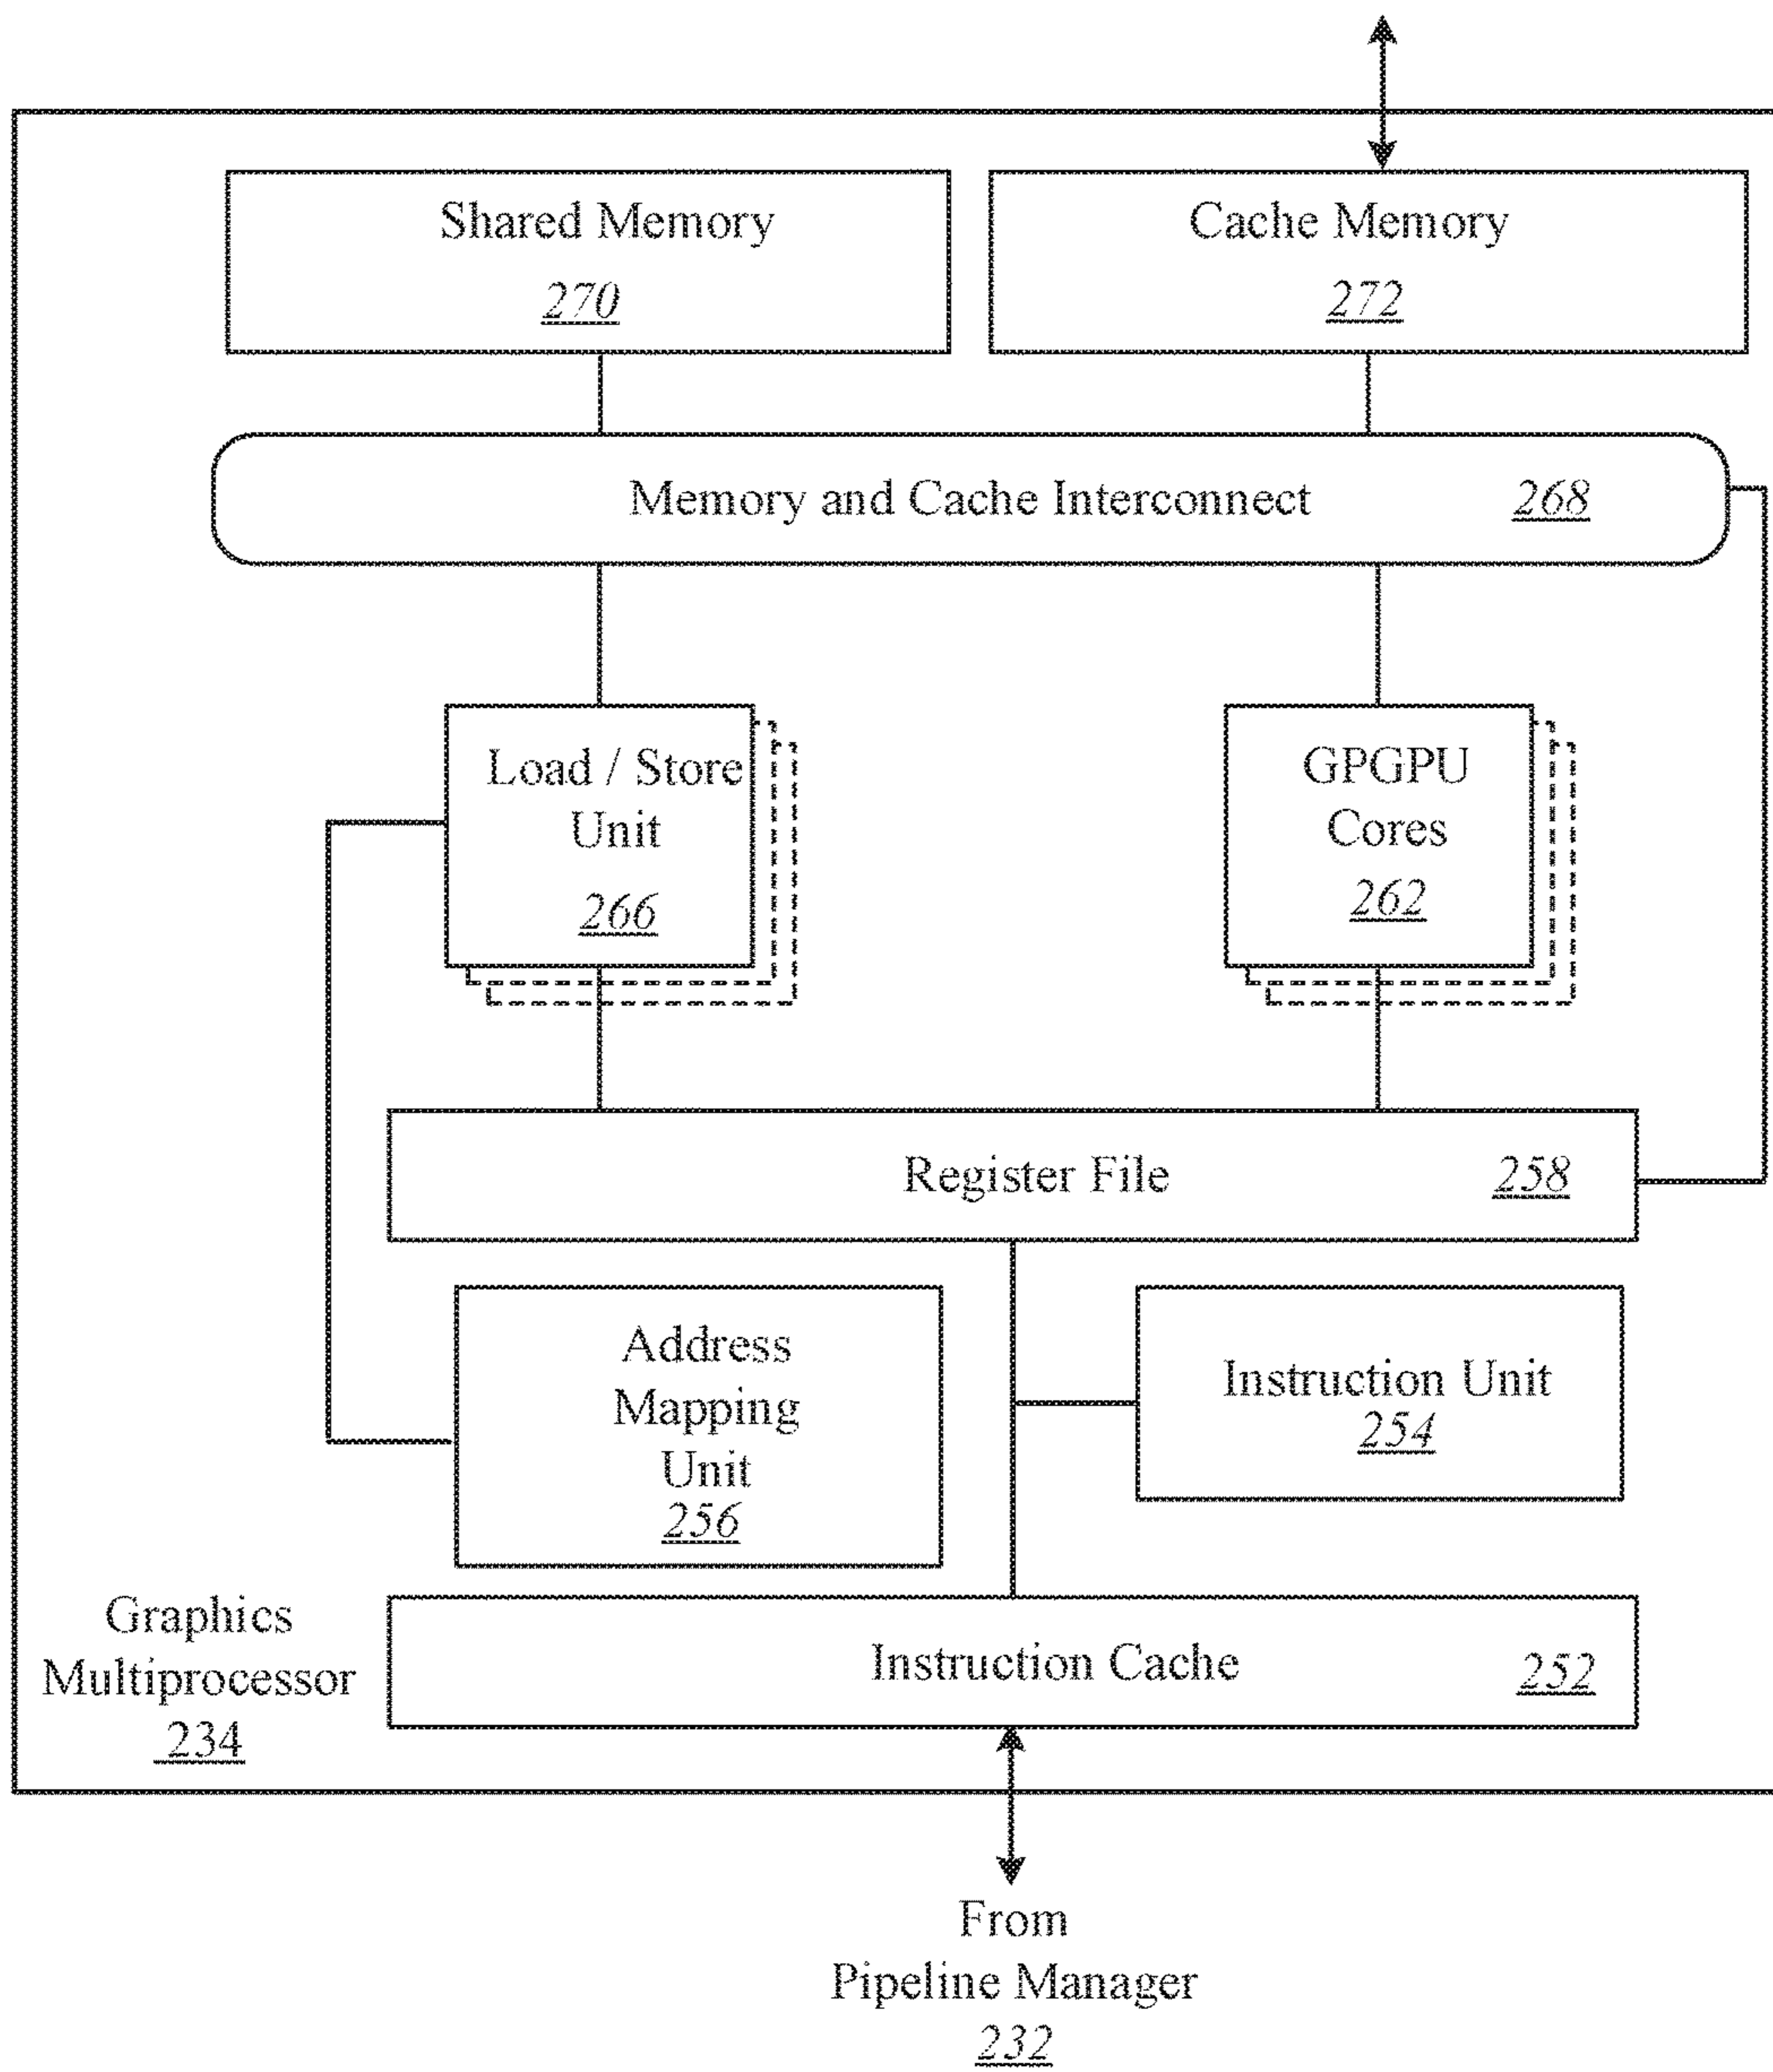 Shared Memory
270
Cache Memory
272
Memory and Cache Interconnect 268
Load / Store
Unit
266
GPGPU
Cores
262
Register File 258
Address
Mapping
Unit
256
Instruction Unit
254
Graphics
Multiprocessor
234
Instruction Cache 252
From
Pipeline Manager
232